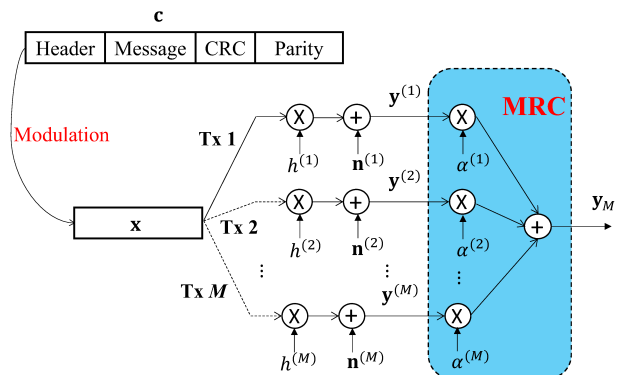 c
Header Message CRC Parity
Modulation
x
Tx 1
Tx 2
⋮
Tx M
h^{(1)}
n^{(1)}
y^{(1)}
α^{(1)}
h^{(2)}
n^{(2)}
y^{(2)}
α^{(2)}
⋮
⋮
h^{(M)}
n^{(M)}
y^{(M)}
α^{(M)}
X
+
X
X
+
X
X
+
X
MRC
+
y_M